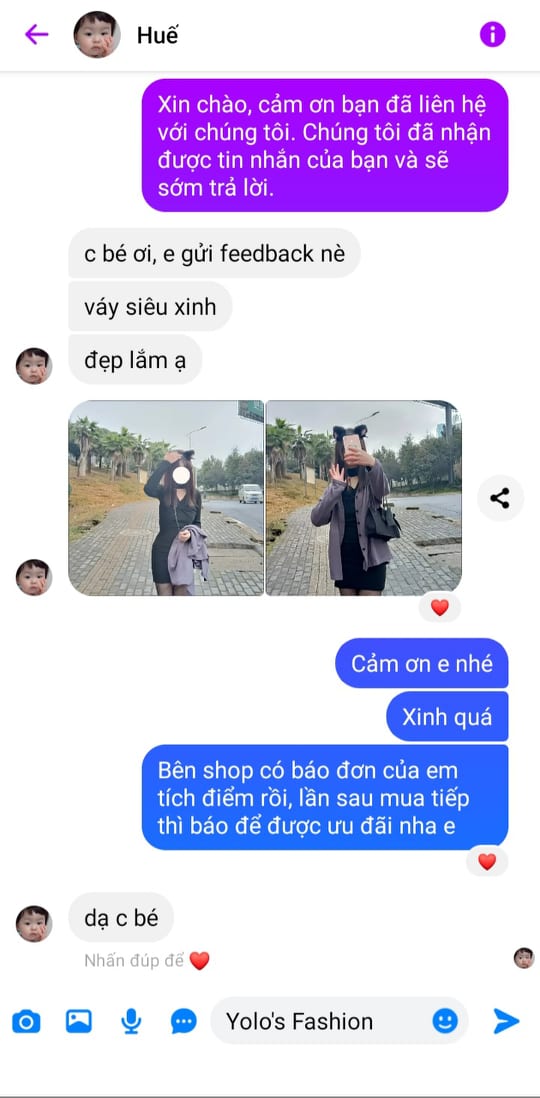 Huế
Xin chào, cảm ơn bạn đã liên hệ
với chúng tôi. Chúng tôi đã nhận
được tin nhắn của bạn và sẽ
sớm trả lời.
c bé ơi, e gửi feedback nè
váy siêu xinh
đẹp lắm ạ
Cảm ơn e nhé
Xinh quá
Bên shop có báo đơn của em
tích điểm rồi, lần sau mua tiếp
thì báo để được ưu đãi nha e
dạ c bé
Nhấn đúp để
Yolo's Fashion